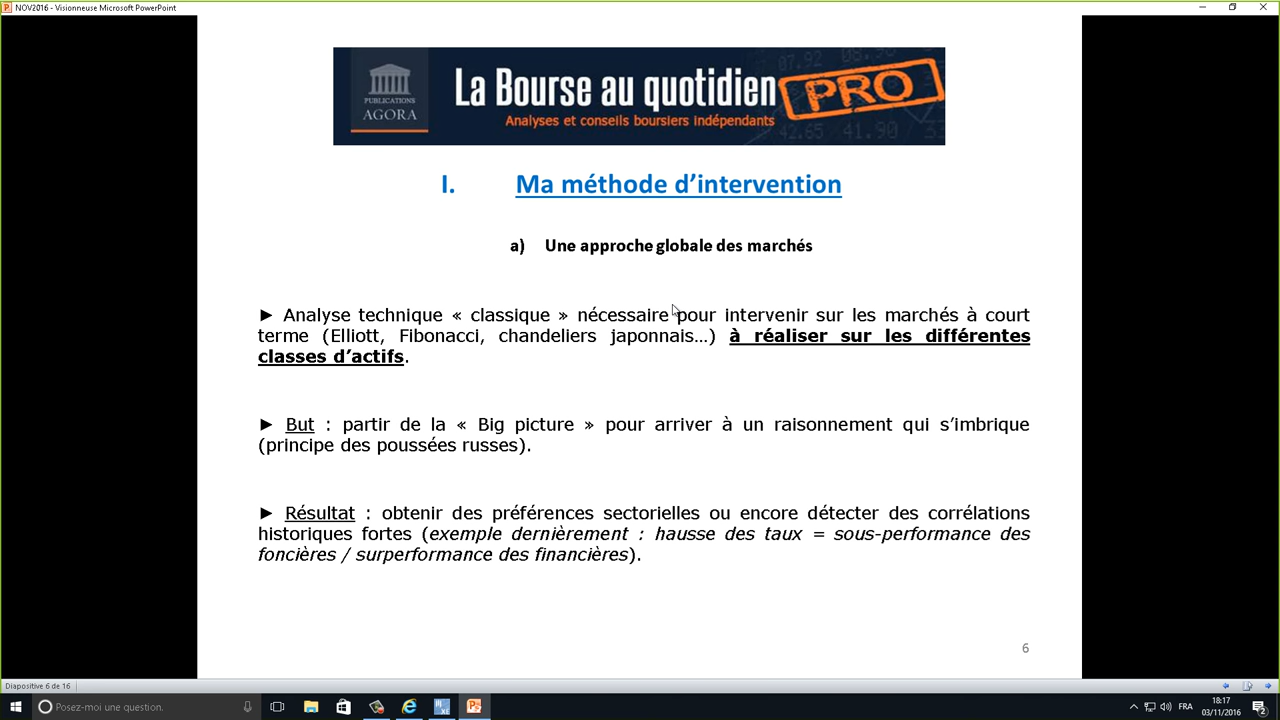 NOV2016 - Visionneuse Microsoft PowerPoint
PUBLICATIONS
AGORA
La Bourse au quotidien
PRO
Analyses et conseils boursiers indépendants
I. Ma méthode d’intervention
a) Une approche globale des marchés
► Analyse technique « classique » nécessaire pour intervenir sur les marchés à court
terme (Elliott, Fibonacci, chandeliers japonnais…) à réaliser sur les différentes
classes d’actifs.
► But : partir de la « Big picture » pour arriver à un raisonnement qui s’imbrique
(principe des poussées russes).
► Résultat : obtenir des préférences sectorielles ou encore détecter des corrélations
historiques fortes (exemple dernièrement : hausse des taux = sous-performance des
foncières / surperformance des financières).
6
Diapositive 6 de 16
Posez-moi une question.
FRA
18:17
03/11/2016